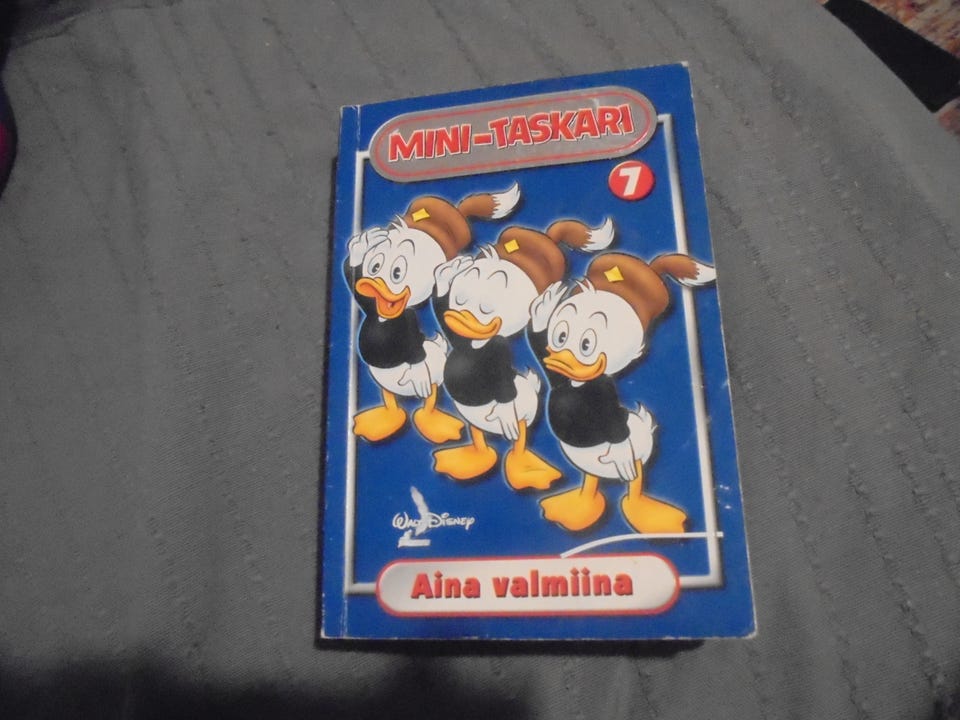 MINI-TASKARI
7
WALT DISNEY
Aina valmiina